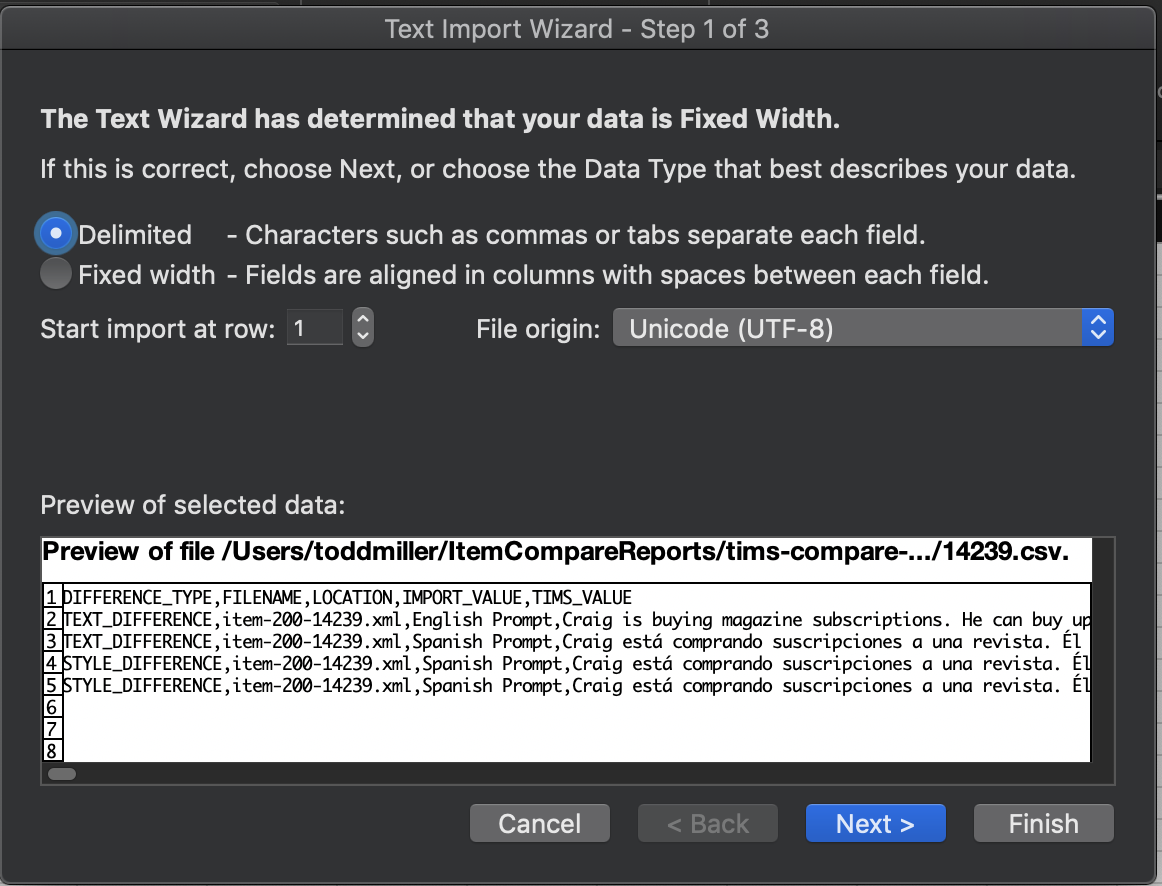 Text Import Wizard - Step 1 of 3
The Text Wizard has determined that your data is Fixed Width.
If this is correct, choose Next, or choose the Data Type that best describes your data.
Delimited - Characters such as commas or tabs separate each field.
Fixed width - Fields are aligned in columns with spaces between each field.
Start import at row: 1 File origin: Unicode (UTF-8)
Preview of selected data:
Preview of file /Users/toddmiller/ItemCompareReports/tims-compare-.../14239.csv.
1 DIFFERENCE_TYPE,FILENAME,LOCATION,IMPORT_VALUE,TIMS_VALUE
2 TEXT_DIFFERENCE,item-200-14239.xml,English Prompt,Craig is buying magazine subscriptions. He can buy up
3 TEXT_DIFFERENCE,item-200-14239.xml,Spanish Prompt,Craig está comprando suscripciones a una revista. Él
4 STYLE_DIFFERENCE,item-200-14239.xml,Spanish Prompt,Craig está comprando suscripciones a una revista. Él
5 STYLE_DIFFERENCE,item-200-14239.xml,Spanish Prompt,Craig está comprando suscripciones a una revista. Él
6
7
8
Cancel < Back Next > Finish